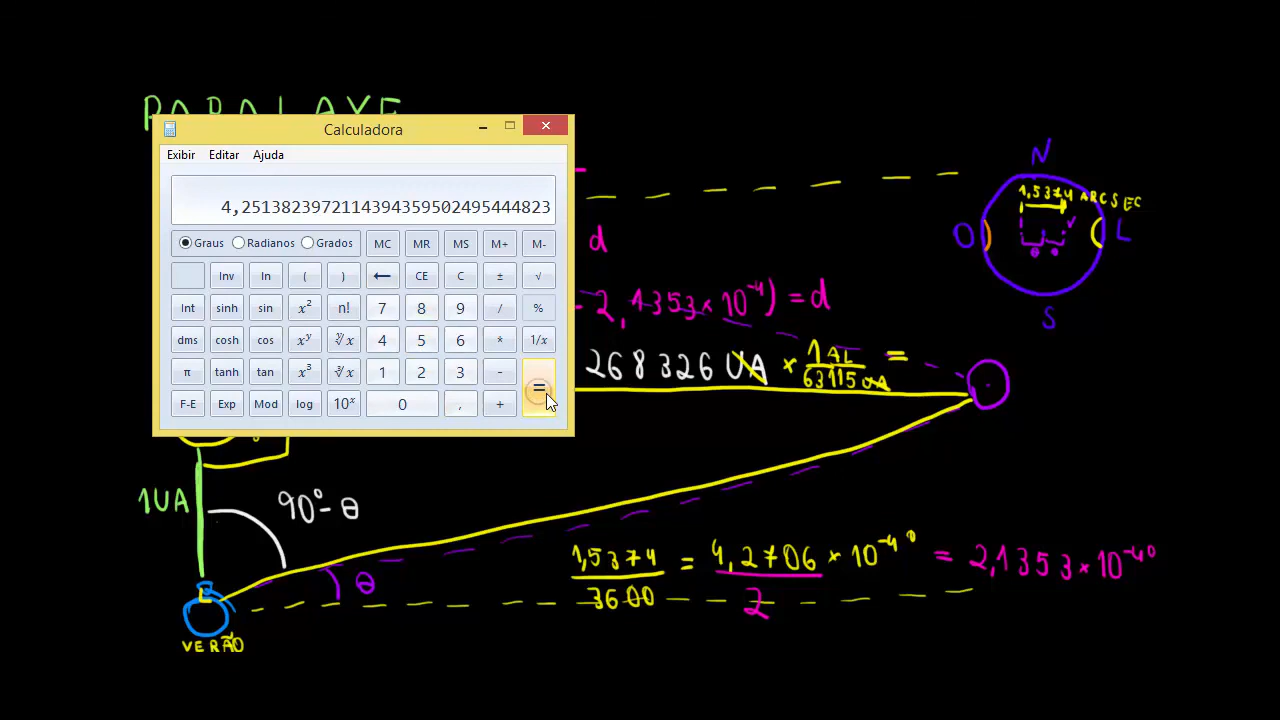 PARALAXE
Calculadora
Exibir Editar Ajuda
4,2513823972114394359502495444823
Graus Radianos Grados MC MR MS M+ M-
Inv ln ( ) ← CE C ± √
Int sinh sin x² n! 7 8 9 / %
dms cosh cos xʸ ʸ√x 4 5 6 * 1/x
π tanh tan x³ ³√x 1 2 3 - =
F-E Exp Mod log 10ˣ 0 , +
d
- 2,1353×10⁻⁴) = d
268 326 UA × 1 AL / 63115 UA =
N
1,5374 ARCSEC
V
O L
θ θ
S
1UA
90° - θ
θ
1,5374 / 3600 = 4,2706 × 10⁻⁴° / 2 = 2,1353 × 10⁻⁴°
VERÃO